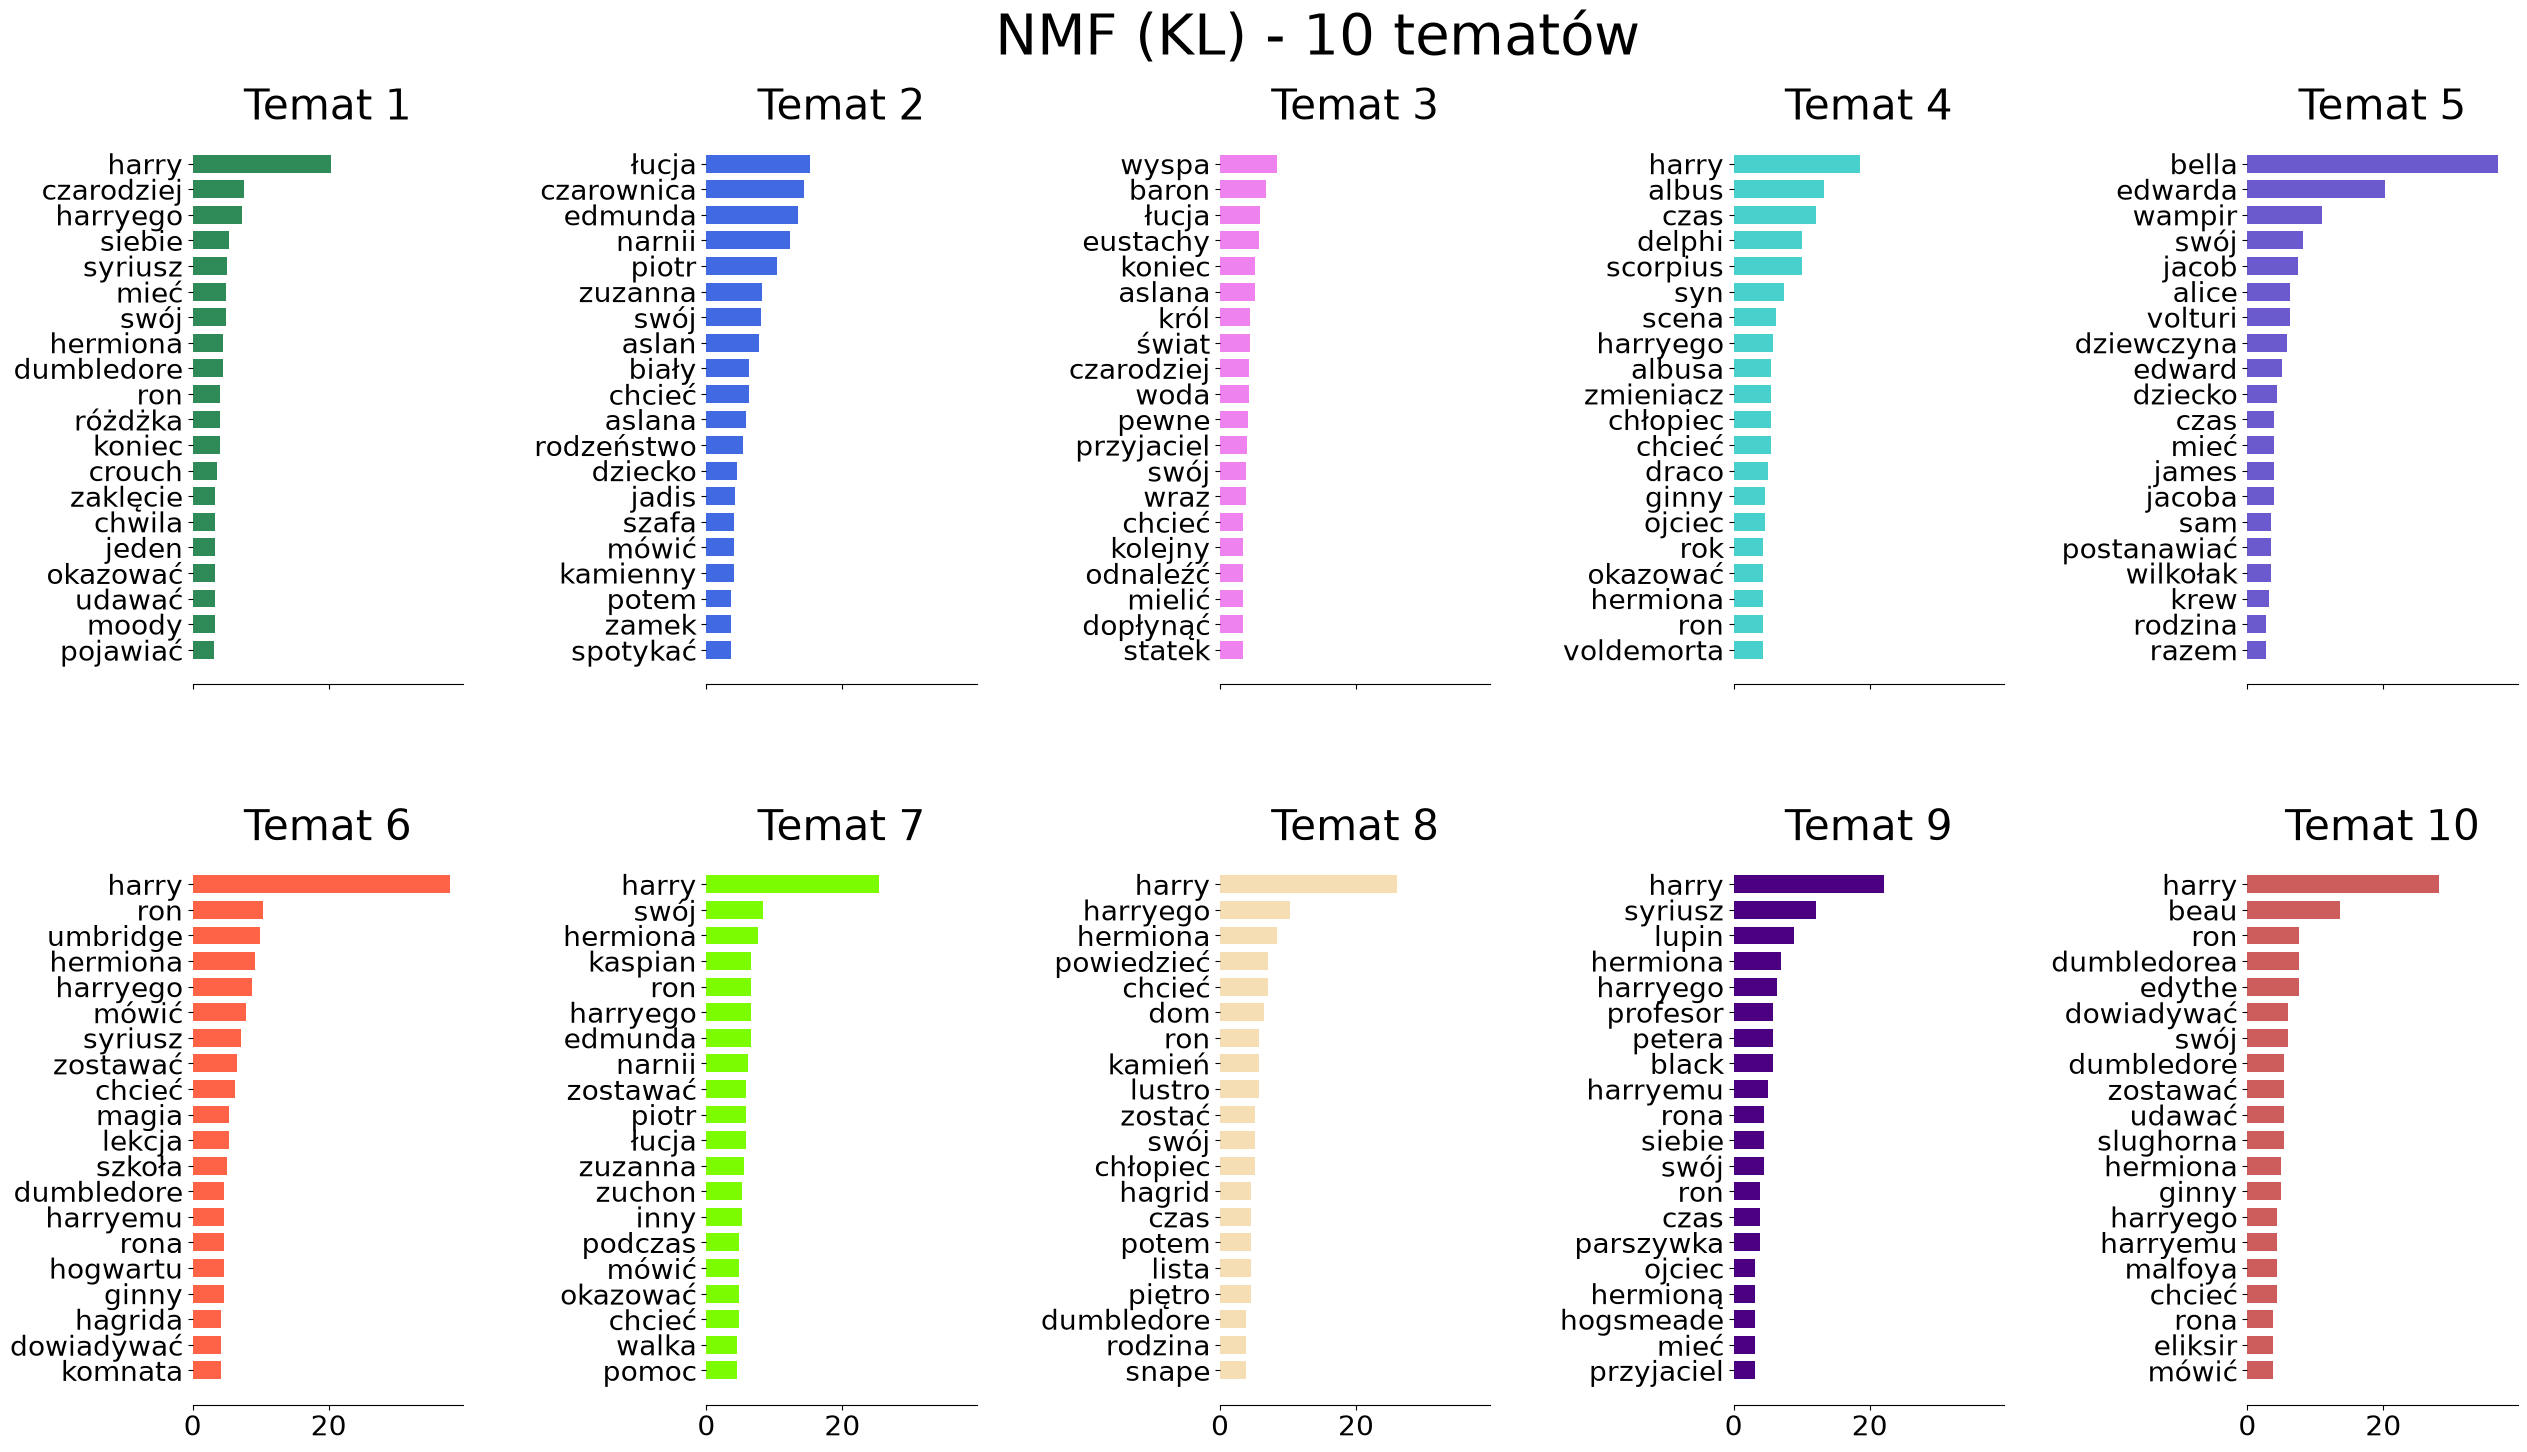 NMF (KL) - 10 tematów
Temat 1
harry
czarodziej
harryego
siebie
syriusz
mieć
swój
hermiona
dumbledore
ron
różdżka
koniec
crouch
zaklęcie
chwila
jeden
okazować
udawać
moody
pojawiać
Temat 2
łucja
czarownica
edmunda
narnii
piotr
zuzanna
swój
aslan
biały
chcieć
aslana
rodzeństwo
dziecko
jadis
szafa
mówić
kamienny
potem
zamek
spotykać
Temat 3
wyspa
baron
łucja
eustachy
koniec
aslana
król
świat
czarodziej
woda
pewne
przyjaciel
swój
wraz
chcieć
kolejny
odnaleźć
mielić
dopłynąć
statek
Temat 4
harry
albus
czas
delphi
scorpius
syn
scena
harryego
albusa
zmieniacz
chłopiec
chcieć
draco
ginny
ojciec
rok
okazować
hermiona
ron
voldemorta
Temat 5
bella
edwarda
wampir
swój
jacob
alice
volturi
dziewczyna
edward
dziecko
czas
mieć
james
jacoba
sam
postanawiać
wilkołak
krew
rodzina
razem
Temat 6
harry
ron
umbridge
hermiona
harryego
mówić
syriusz
zostawać
chcieć
magia
lekcja
szkoła
dumbledore
harryemu
rona
hogwartu
ginny
hagrida
dowiadywać
komnata
0 20
Temat 7
harry
swój
hermiona
kaspian
ron
harryego
edmunda
narnii
zostawać
piotr
łucja
zuzanna
zuchon
inny
podczas
mówić
okazować
chcieć
walka
pomoc
0 20
Temat 8
harry
harryego
hermiona
powiedzieć
chcieć
dom
ron
kamień
lustro
zostać
swój
chłopiec
hagrid
czas
potem
lista
piętro
dumbledore
rodzina
snape
0 20
Temat 9
harry
syriusz
lupin
hermiona
harryego
profesor
petera
black
harryemu
rona
siebie
swój
ron
czas
parszywka
ojciec
hermioną
hogsmeade
mieć
przyjaciel
0 20
Temat 10
harry
beau
ron
dumbledorea
edythe
dowiadywać
swój
dumbledore
zostawać
udawać
slughorna
hermiona
ginny
harryego
harryemu
malfoya
chcieć
rona
eliksir
mówić
0 20